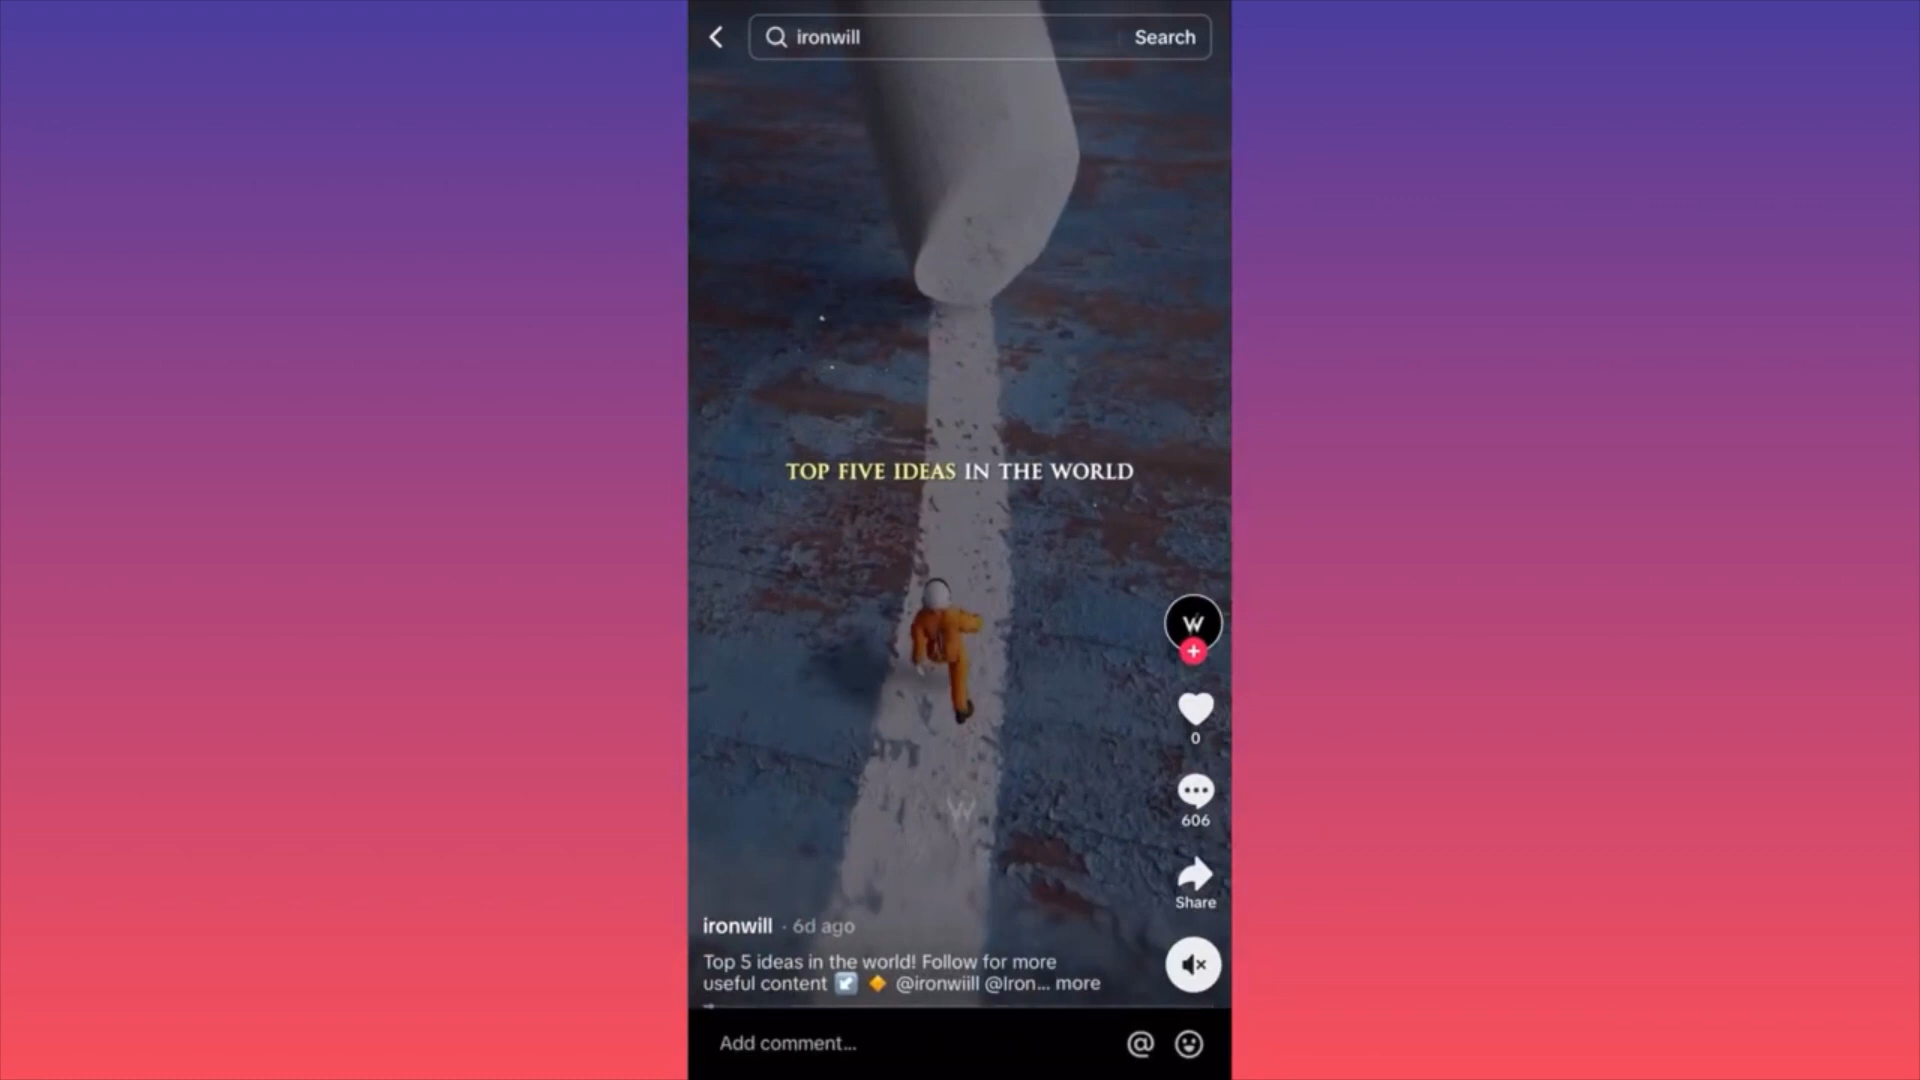 ironwill
Search
TOP FIVE IDEAS IN THE WORLD
W
0
606
Share
W
ironwill · 6d ago
Top 5 ideas in the world! Follow for more
useful content ↙️ 🔸 @ironwiill @Iron... more
Add comment...
@